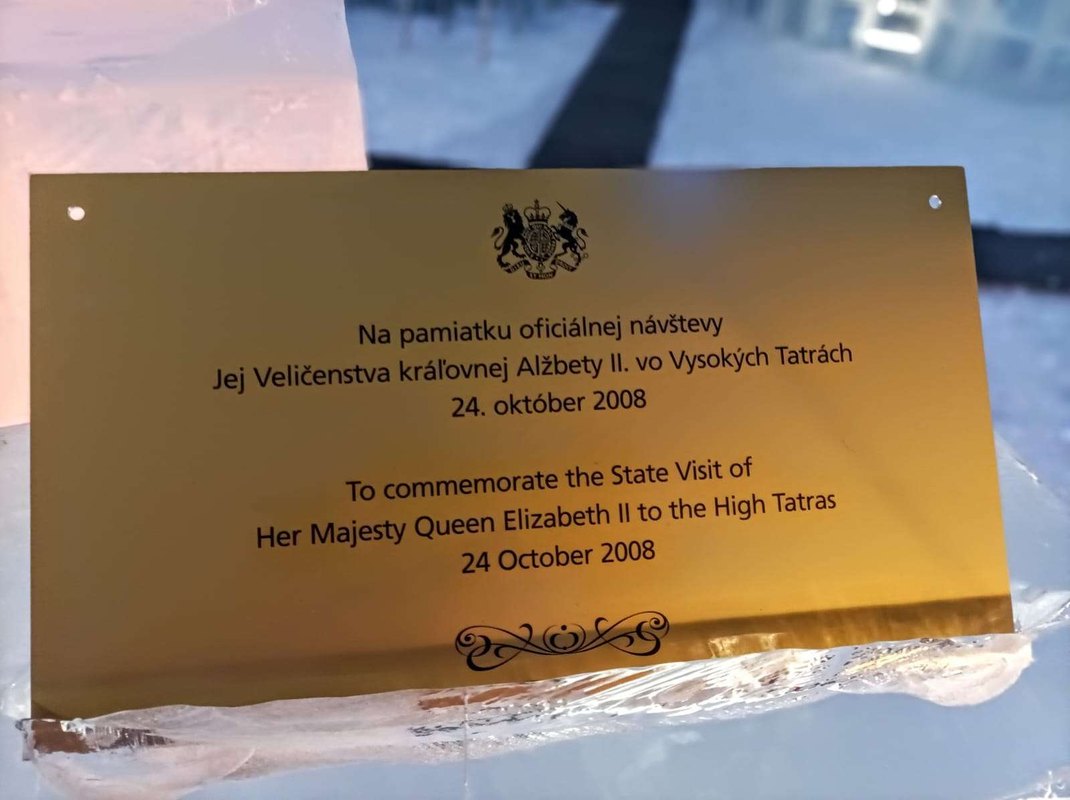 Na pamiatku oficiálnej návštevy
Jej Veličenstva kráľovnej Alžbety II. vo Vysokých Tatrách
24. október 2008
To commemorate the State Visit of
Her Majesty Queen Elizabeth II to the High Tatras
24 October 2008